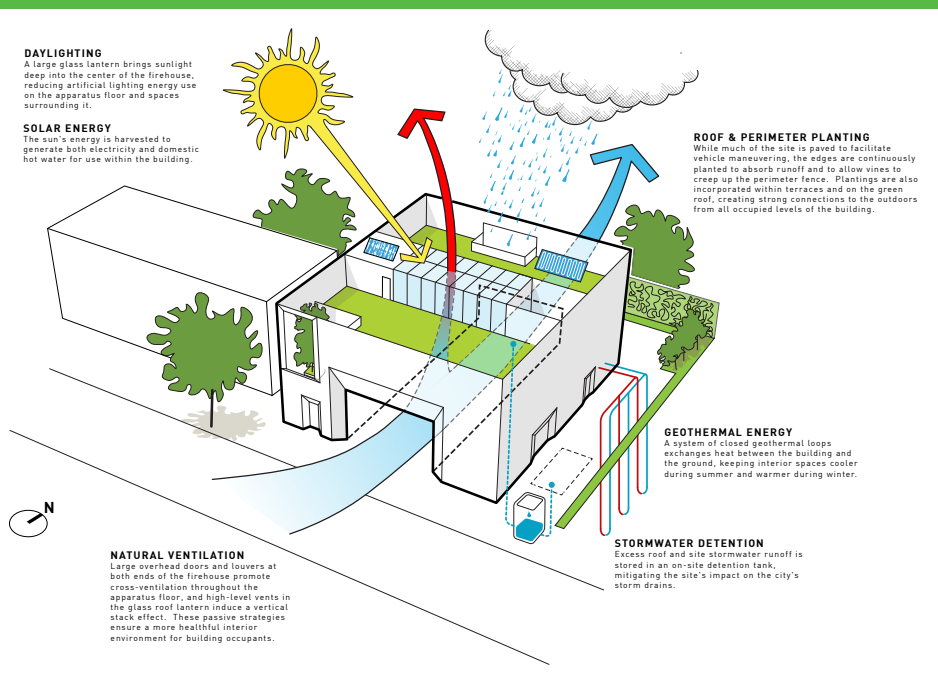 DAYLIGHTING
A large glass lantern brings sunlight
deep into the center of the firehouse,
reducing artificial lighting energy use
on the apparatus floor and spaces
surrounding it.
SOLAR ENERGY
The sun's energy is harvested to
generate both electricity and domestic
hot water for use within the building.
ROOF & PERIMETER PLANTING
While much of the site is paved to facilitate
vehicle maneuvering, the edges are continuously
planted to absorb runoff and to allow vines to
creep up the perimeter fence. Plantings are also
incorporated within terraces and on the green
roof, creating strong connections to the outdoors
from all occupied levels of the building.
GEOTHERMAL ENERGY
A system of closed geothermal loops
exchanges heat between the building and
the ground, keeping interior spaces cooler
during summer and warmer during winter.
N
STORMWATER DETENTION
Excess roof and site stormwater runoff is
stored in an on-site detention tank,
mitigating the site's impact on the city's
storm drains.
NATURAL VENTILATION
Large overhead doors and louvers at
both ends of the firehouse promote
cross-ventilation throughout the
apparatus floor, and high-level vents in
the glass roof lantern induce a vertical
stack effect. These passive strategies
ensure a more healthful interior
environment for building occupants.